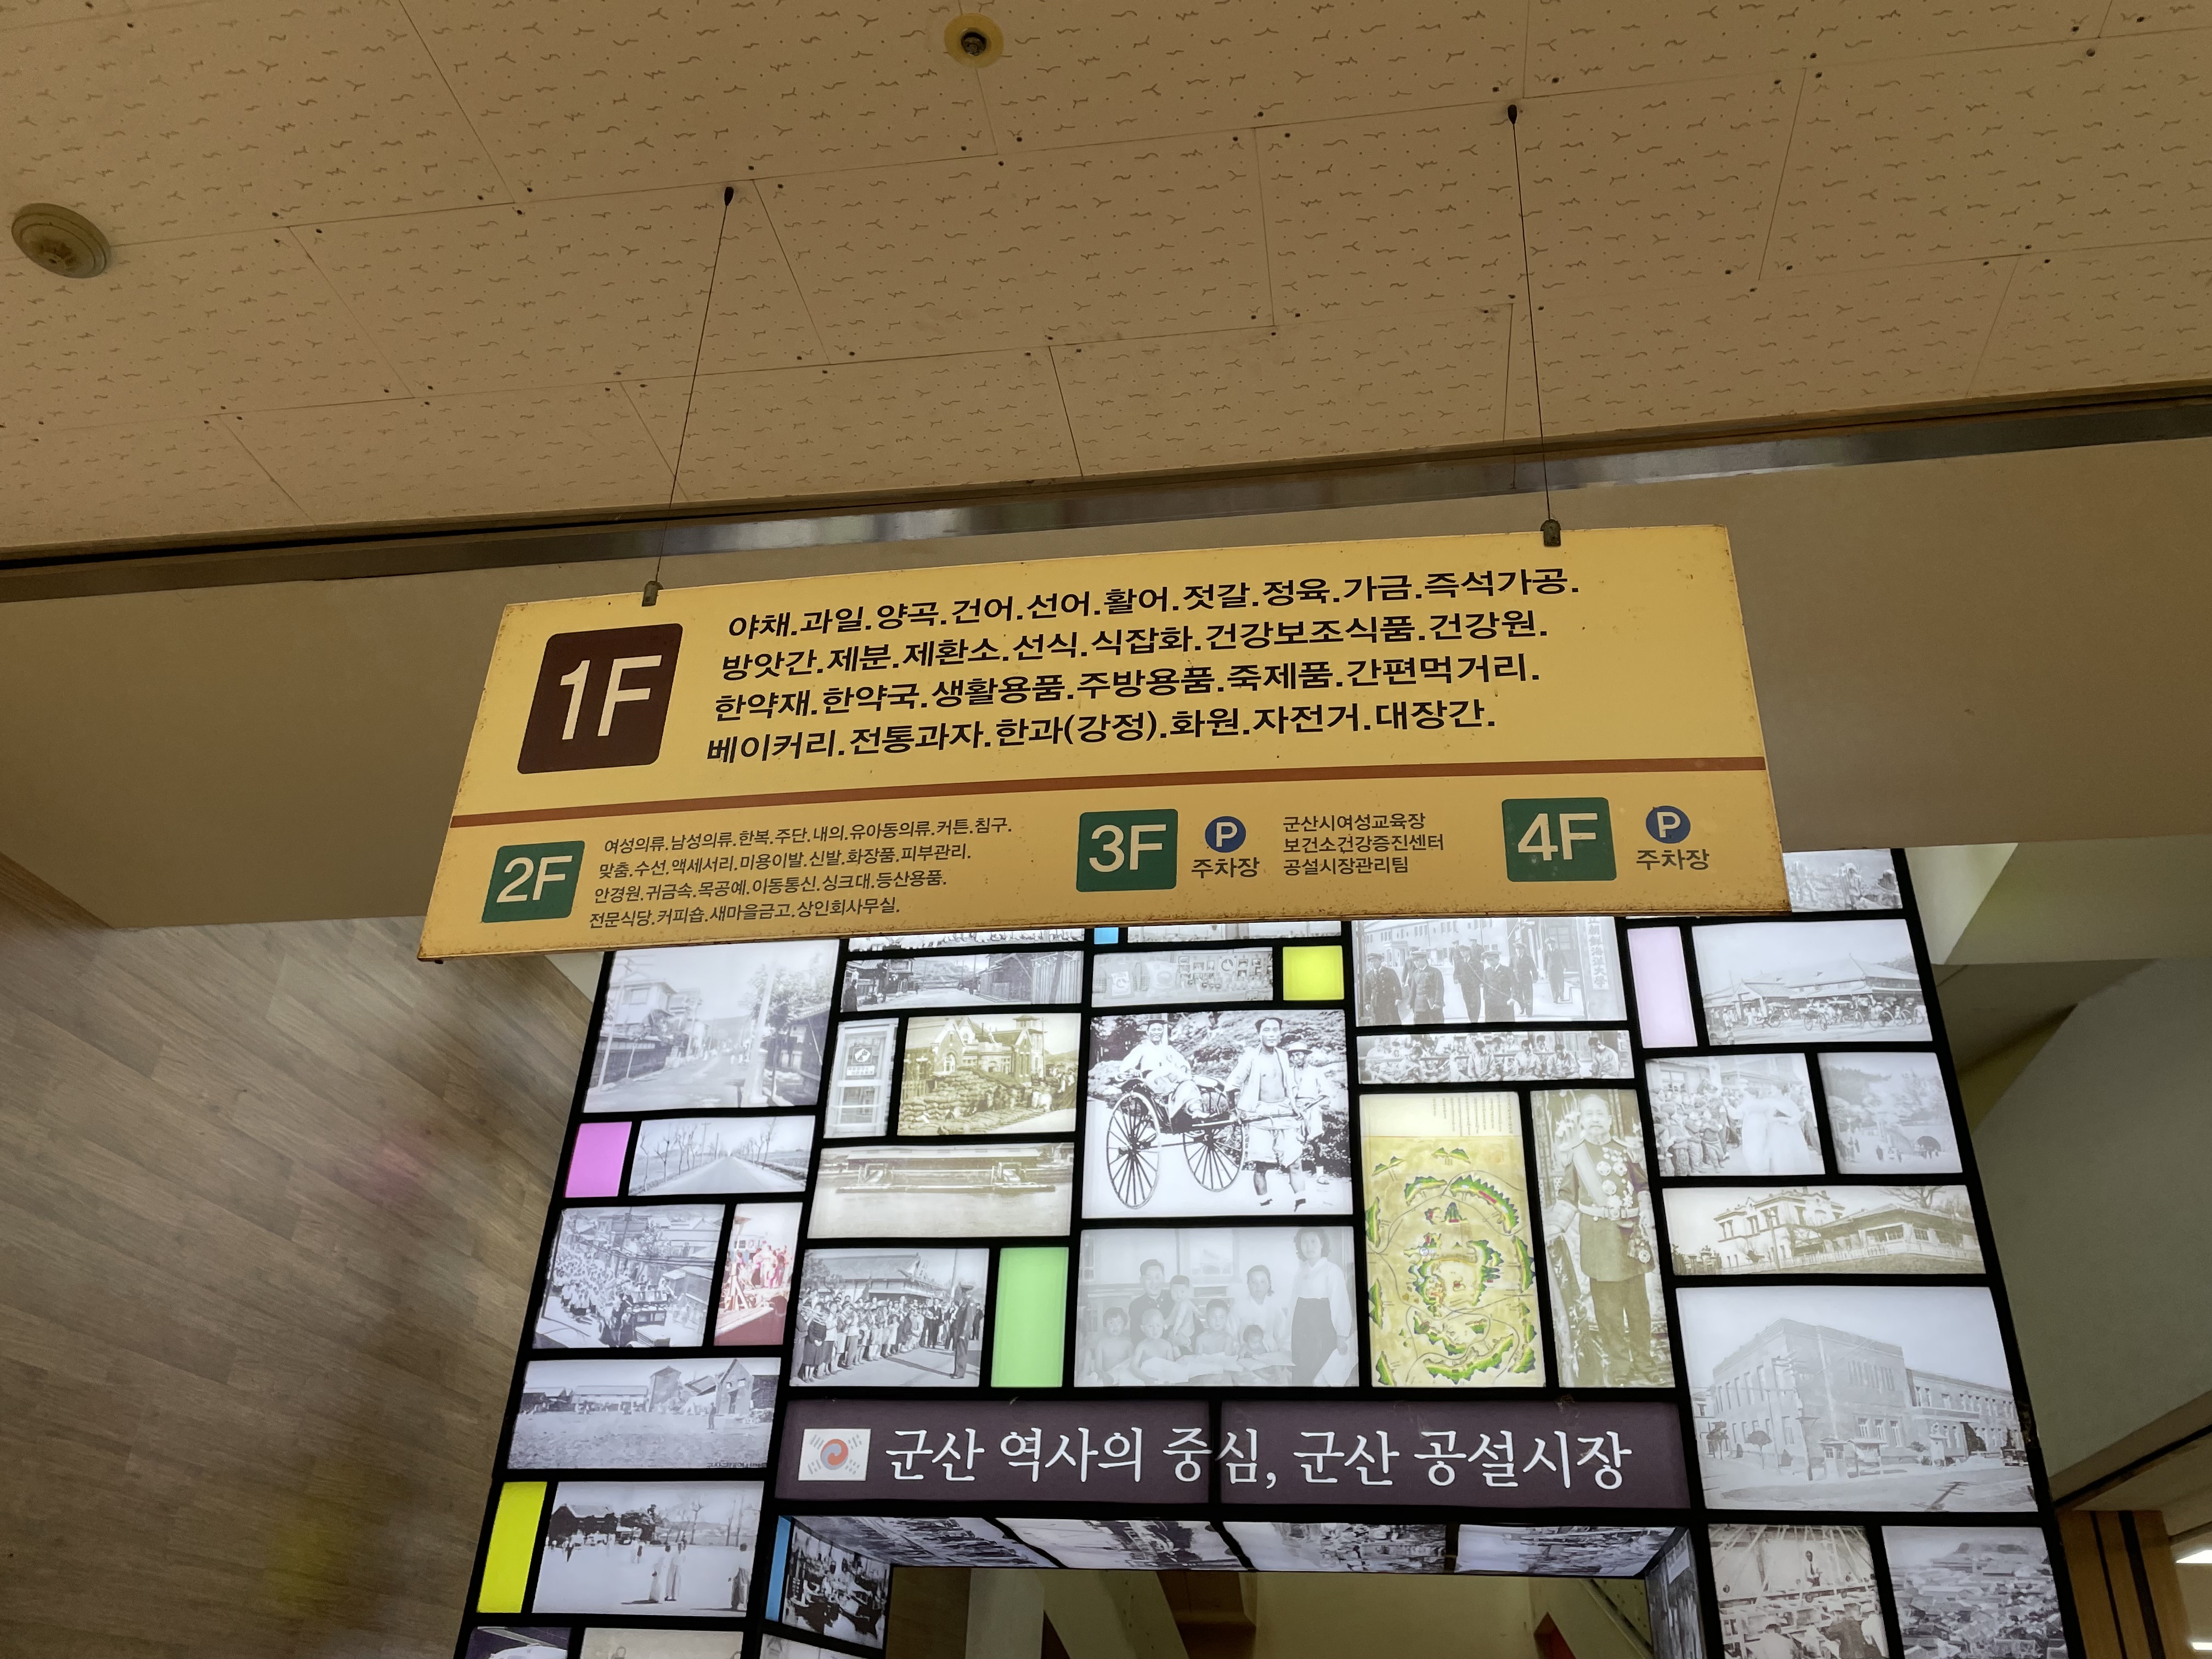 1F
야채.과일.양곡.건어.선어.활어.젓갈.정육.가금.즉석가공.
방앗간.제분.제환소.선식.식잡화.건강보조식품.건강원.
한약재.한약국.생활용품.주방용품.죽제품.간편먹거리.
베이커리.전통과자.한과(강정).화원.자전거.대장간.
2F
여성의류.남성의류.한복.주단.내의.유아동의류.커튼.침구.
맞춤.수선.액세서리.미용이발.신발.화장품.피부관리.
안경원.귀금속.목공예.이동통신.싱크대.등산용품.
전문식당.커피숍.새마을금고.상인회사무실.
3F
P
주차장
군산시여성교육장
보건소건강증진센터
공설시장관리팀
4F
P
주차장
군산 역사의 중심, 군산 공설시장